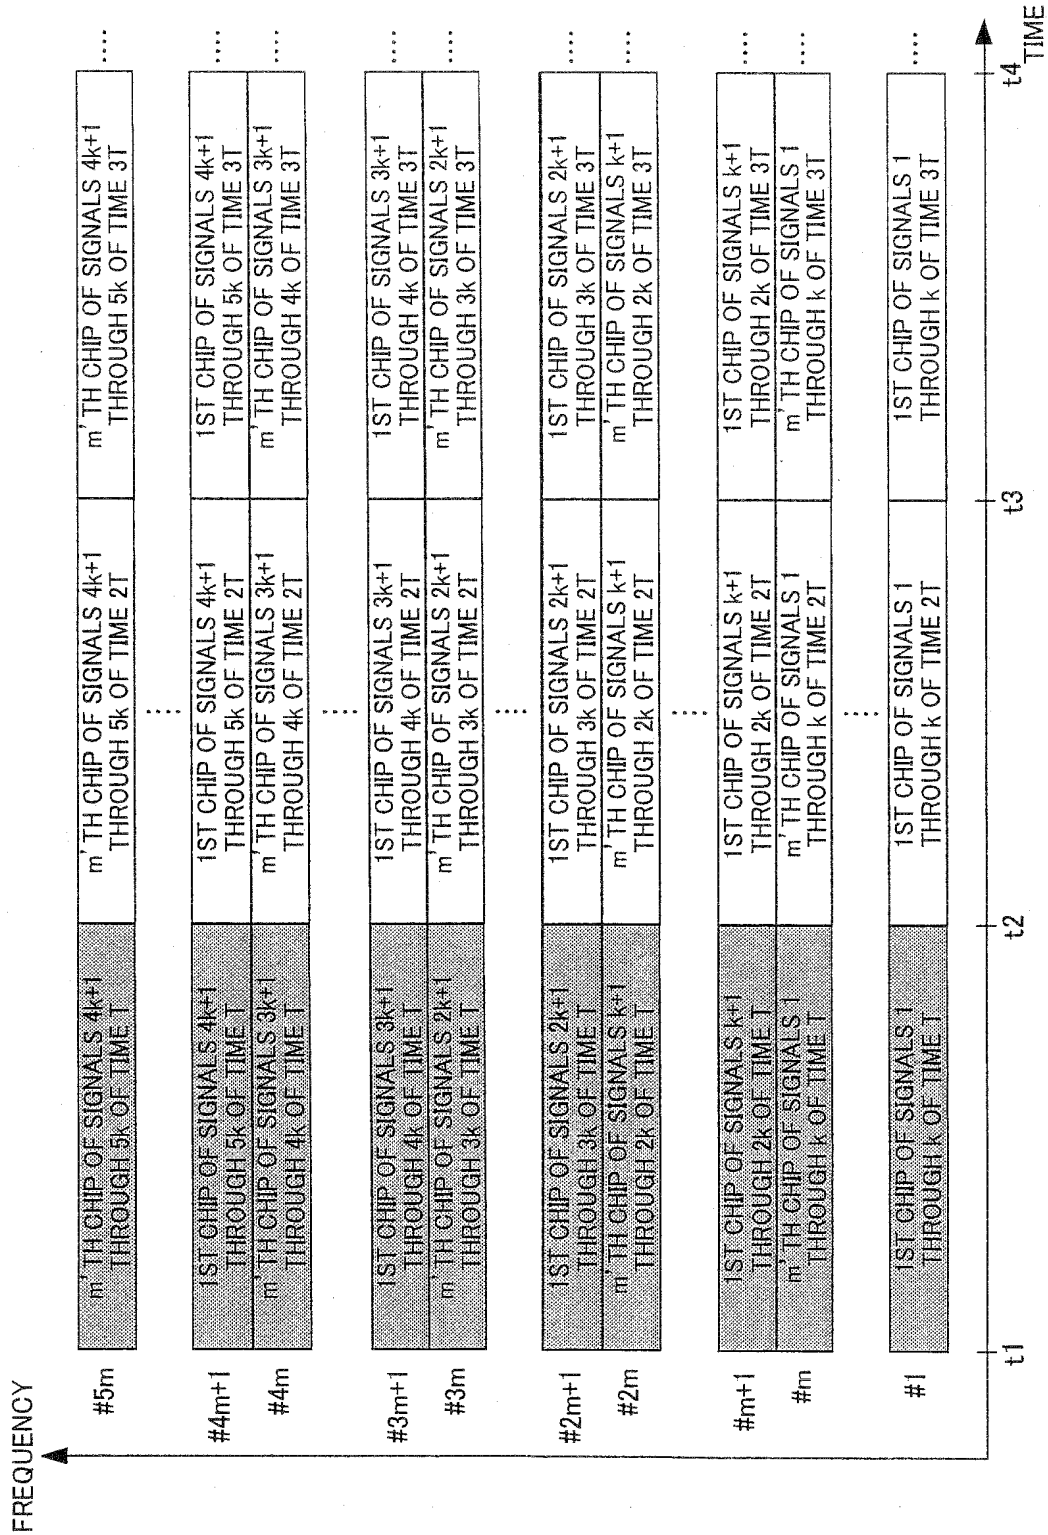 FREQUENCY
#5m
m' TH CHIP OF SIGNALS 4k+1
THROUGH 5k OF TIME T
m' TH CHIP OF SIGNALS 4k+1
THROUGH 5k OF TIME 2T
m' TH CHIP OF SIGNALS 4k+1
THROUGH 5k OF TIME 3T
....
#4m+1
1ST CHIP OF SIGNALS 4k+1
THROUGH 5k OF TIME T
1ST CHIP OF SIGNALS 4k+1
THROUGH 5k OF TIME 2T
1ST CHIP OF SIGNALS 4k+1
THROUGH 5k OF TIME 3T
....
#4m
m' TH CHIP OF SIGNALS 3k+1
THROUGH 4k OF TIME T
m' TH CHIP OF SIGNALS 3k+1
THROUGH 4k OF TIME 2T
m' TH CHIP OF SIGNALS 3k+1
THROUGH 4k OF TIME 3T
....
#3m+1
1ST CHIP OF SIGNALS 3k+1
THROUGH 4k OF TIME T
1ST CHIP OF SIGNALS 3k+1
THROUGH 4k OF TIME 2T
1ST CHIP OF SIGNALS 3k+1
THROUGH 4k OF TIME 3T
....
#3m
m' TH CHIP OF SIGNALS 2k+1
THROUGH 3k OF TIME T
m' TH CHIP OF SIGNALS 2k+1
THROUGH 3k OF TIME 2T
m' TH CHIP OF SIGNALS 2k+1
THROUGH 3k OF TIME 3T
....
#2m+1
1ST CHIP OF SIGNALS 2k+1
THROUGH 3k OF TIME T
1ST CHIP OF SIGNALS 2k+1
THROUGH 3k OF TIME 2T
1ST CHIP OF SIGNALS 2k+1
THROUGH 3k OF TIME 3T
....
#2m
m' TH CHIP OF SIGNALS k+1
THROUGH 2k OF TIME T
m' TH CHIP OF SIGNALS k+1
THROUGH 2k OF TIME 2T
m' TH CHIP OF SIGNALS k+1
THROUGH 2k OF TIME 3T
....
#m+1
1ST CHIP OF SIGNALS k+1
THROUGH 2k OF TIME T
1ST CHIP OF SIGNALS k+1
THROUGH 2k OF TIME 2T
1ST CHIP OF SIGNALS k+1
THROUGH 2k OF TIME 3T
....
#m
m' TH CHIP OF SIGNALS 1
THROUGH k OF TIME T
m' TH CHIP OF SIGNALS 1
THROUGH k OF TIME 2T
m' TH CHIP OF SIGNALS 1
THROUGH k OF TIME 3T
....
#1
1ST CHIP OF SIGNALS 1
THROUGH k OF TIME T
1ST CHIP OF SIGNALS 1
THROUGH k OF TIME 2T
1ST CHIP OF SIGNALS 1
THROUGH k OF TIME 3T
....
t1
t2
t3
t4
TIME